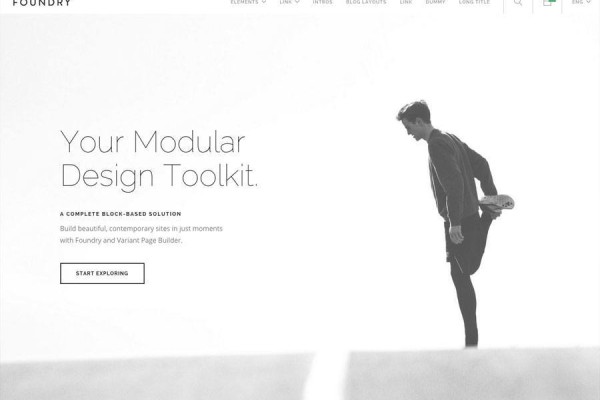 FOUNDRY
ELEMENTS LINK INTROS BLOG LAYOUTS LINK DUMMY LONG TITLE ENG
Your Modular
Design Toolkit.
A COMPLETE BLOCK-BASED SOLUTION
Build beautiful, contemporary sites in just moments
with Foundry and Variant Page Builder.
START EXPLORING